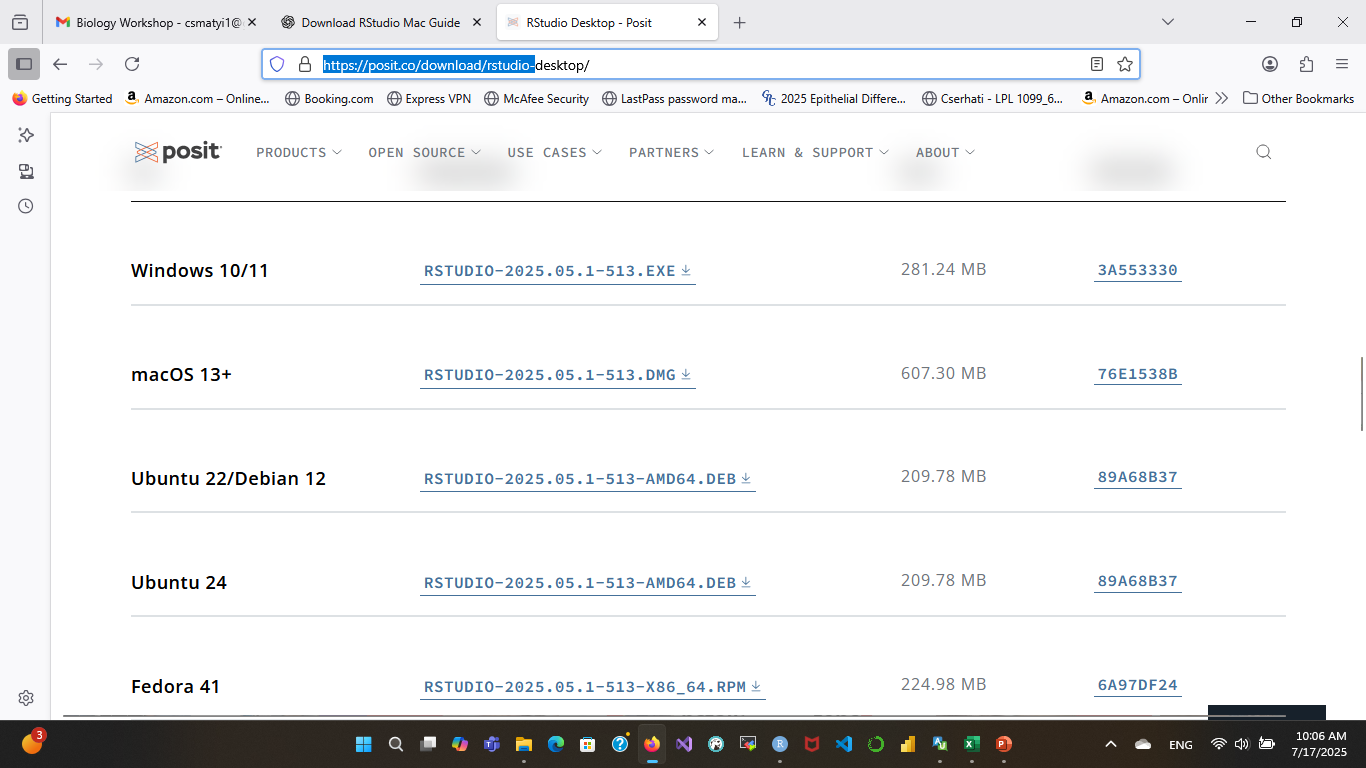 Biology Workshop - csmatyi1@
Download RStudio Mac Guide
RStudio Desktop - Posit
https://posit.co/download/rstudio-desktop/
Getting Started
Amazon.com – Online...
Booking.com
Express VPN
McAfee Security
LastPass password ma...
2025 Epithelial Differe...
Cserhati - LPL 1099_6...
Amazon.com – Onlir
Other Bookmarks
posit
PRODUCTS
OPEN SOURCE
USE CASES
PARTNERS
LEARN & SUPPORT
ABOUT
Windows 10/11 RSTUDIO-2025.05.1-513.EXE 281.24 MB 3A553330
macOS 13+ RSTUDIO-2025.05.1-513.DMG 607.30 MB 76E1538B
Ubuntu 22/Debian 12 RSTUDIO-2025.05.1-513-AMD64.DEB 209.78 MB 89A68B37
Ubuntu 24 RSTUDIO-2025.05.1-513-AMD64.DEB 209.78 MB 89A68B37
Fedora 41 RSTUDIO-2025.05.1-513-X86_64.RPM 224.98 MB 6A97DF24
3
ENG
10:06 AM
7/17/2025